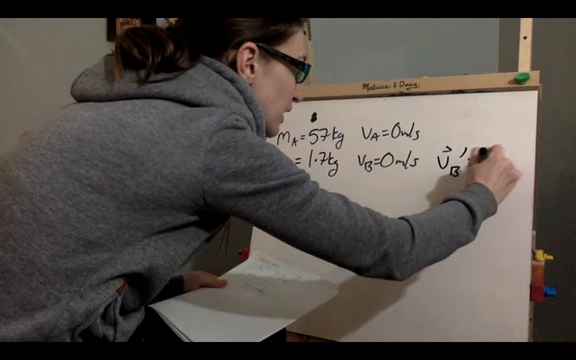 Melissa & Doug
mA = 57kg vA = 0m/s
= 1.7kg vB = 0m/s v⃗B' =